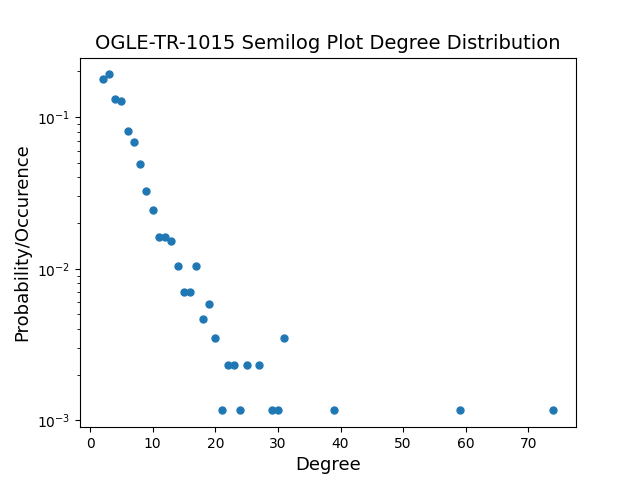 OGLE-TR-1015 Semilog Plot Degree Distribution
Probability/Occurence
10⁻¹
10⁻²
10⁻³
0 10 20 30 40 50 60 70
Degree